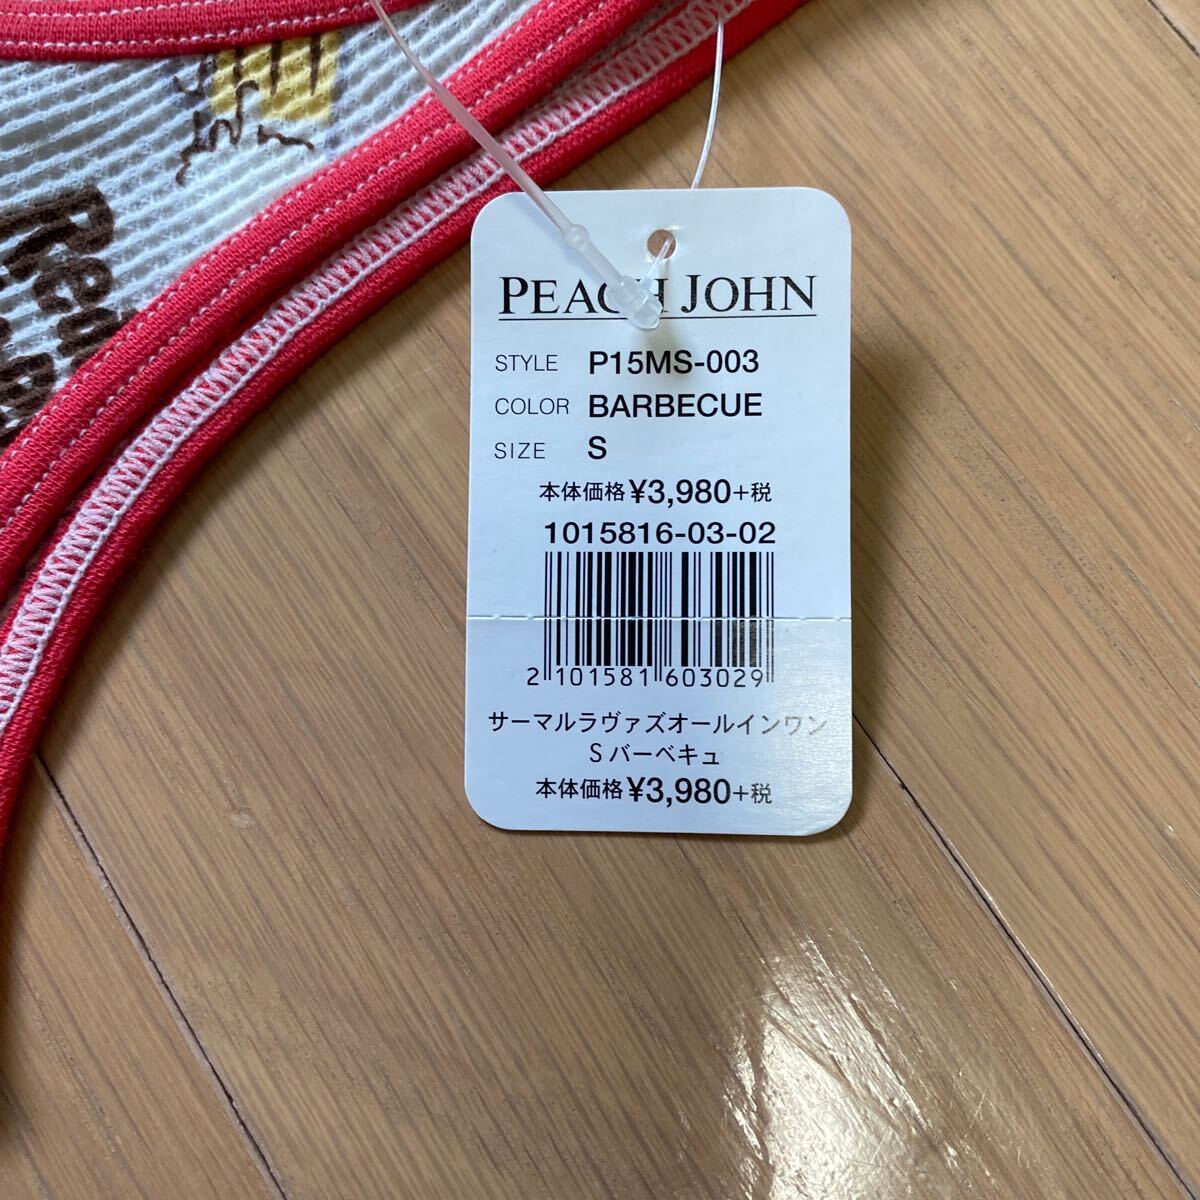 PEACH JOHN
STYLE P15MS-003
COLOR BARBECUE
SIZE S
本体価格¥3,980+税
1015816-03-02
2 101581 603029
サーマルラヴァズオールインワン
Sバーベキュ
本体価格¥3,980+税